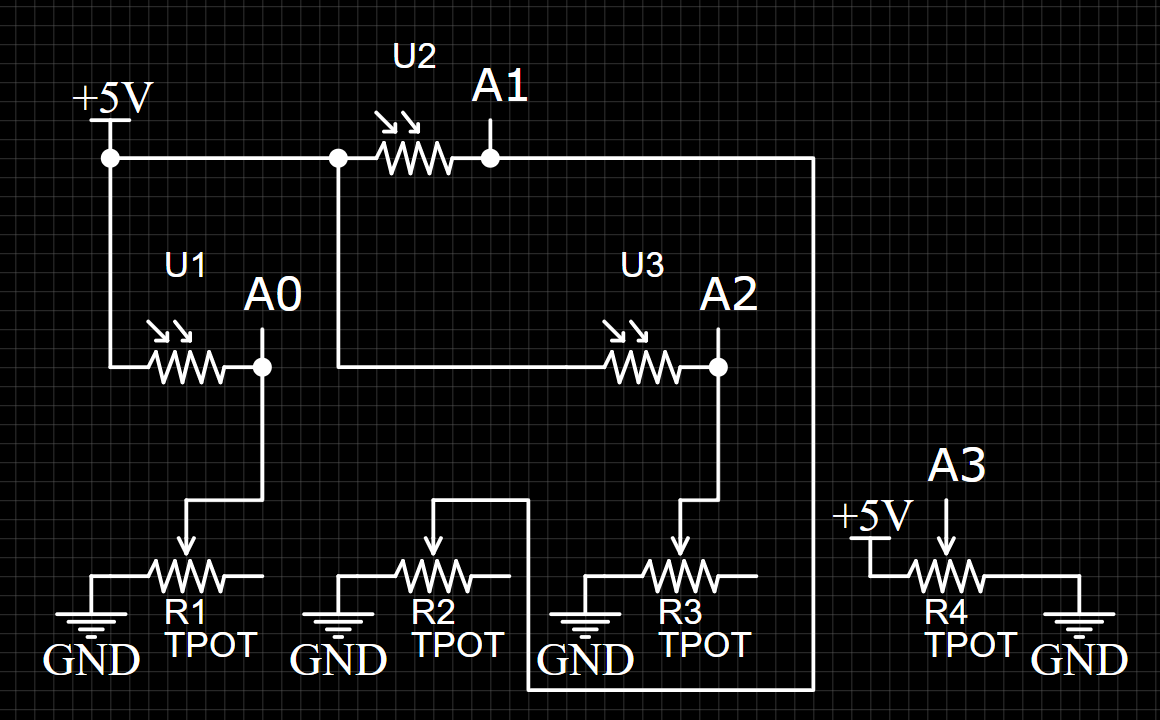 U2
A1
+5V
U1
A0
U3
A2
A3
+5V
R1
TPOT
GND
R2
TPOT
GND
R3
TPOT
GND
R4
TPOT
GND